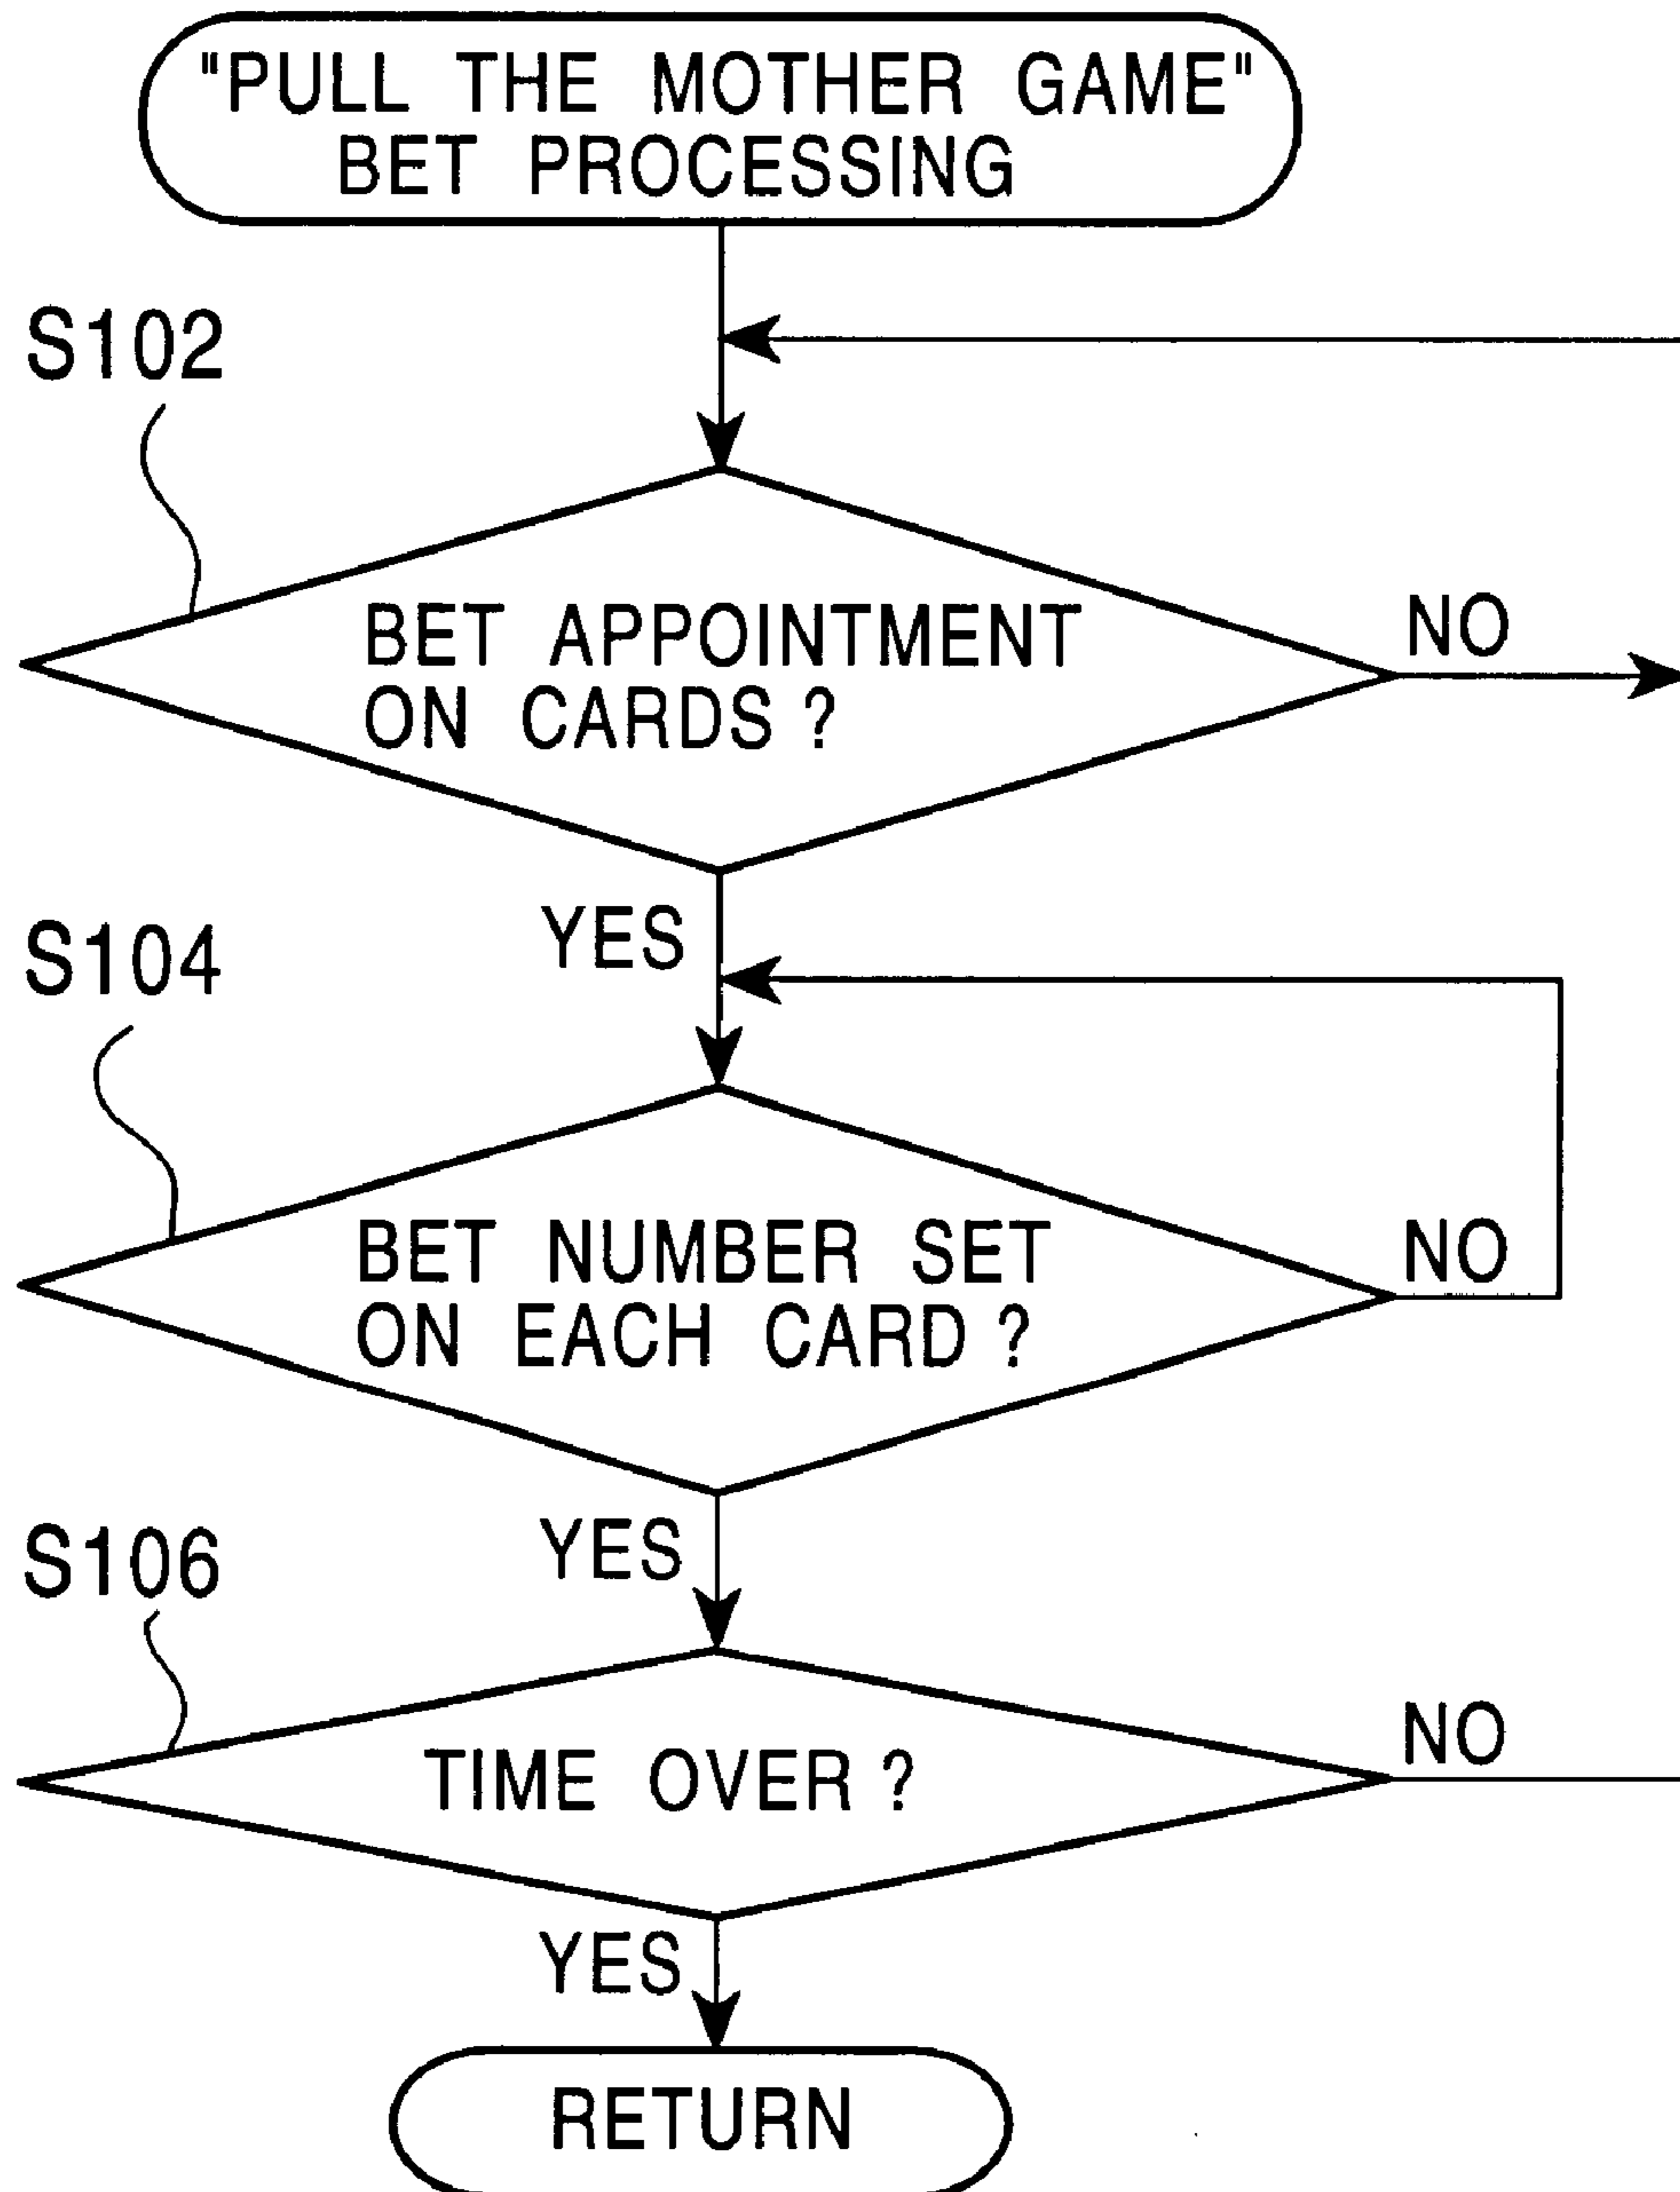 "PULL THE MOTHER GAME"
BET PROCESSING
S102
BET APPOINTMENT
ON CARDS ?
NO
YES
S104
BET NUMBER SET
ON EACH CARD ?
NO
YES
S106
TIME OVER ?
NO
YES
RETURN